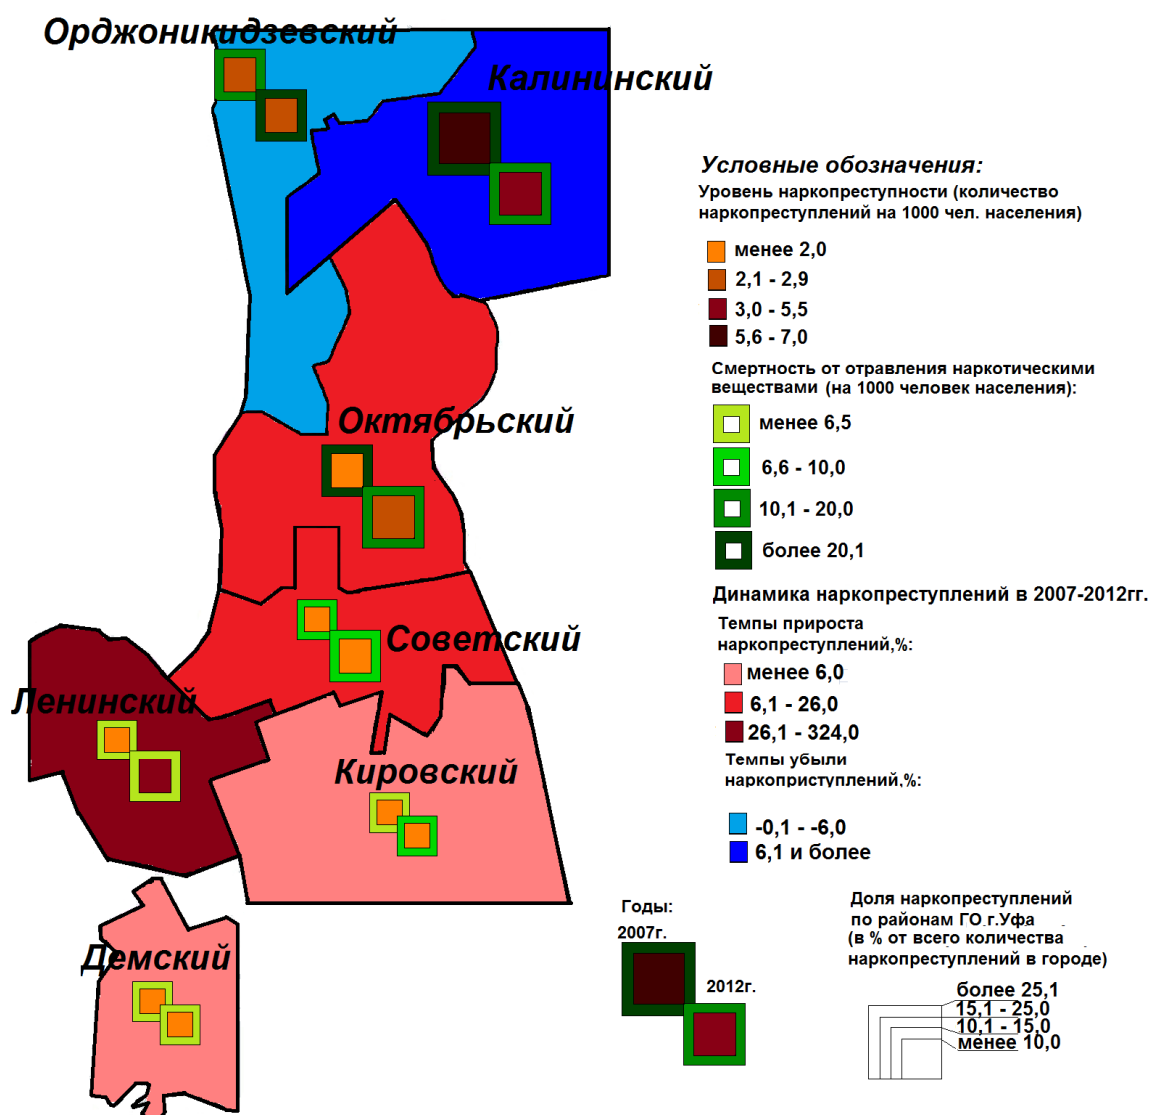 Орджоникидзевский
Калининский
Октябрьский
Советский
Ленинский
Кировский
Демский
Условные обозначения:
Уровень наркопреступности (количество
наркопреступлений на 1000 чел. населения)
менее 2,0
2,1 - 2,9
3,0 - 5,5
5,6 - 7,0
Смертность от отравления наркотическими
веществами (на 1000 человек населения):
менее 6,5
6,6 - 10,0
10,1 - 20,0
более 20,1
Динамика наркопреступлений в 2007-2012гг.
Темпы прироста
наркопреступлений,%:
менее 6,0
6,1 - 26,0
26,1 - 324,0
Темпы убыли
наркоприступлений,%:
-0,1 - -6,0
6,1 и более
Годы:
2007г.
2012г.
Доля наркопреступлений
по районам ГО г.Уфа
(в % от всего количества
наркопреступлений в городе)
более 25,1
15,1 - 25,0
10,1 - 15,0
менее 10,0